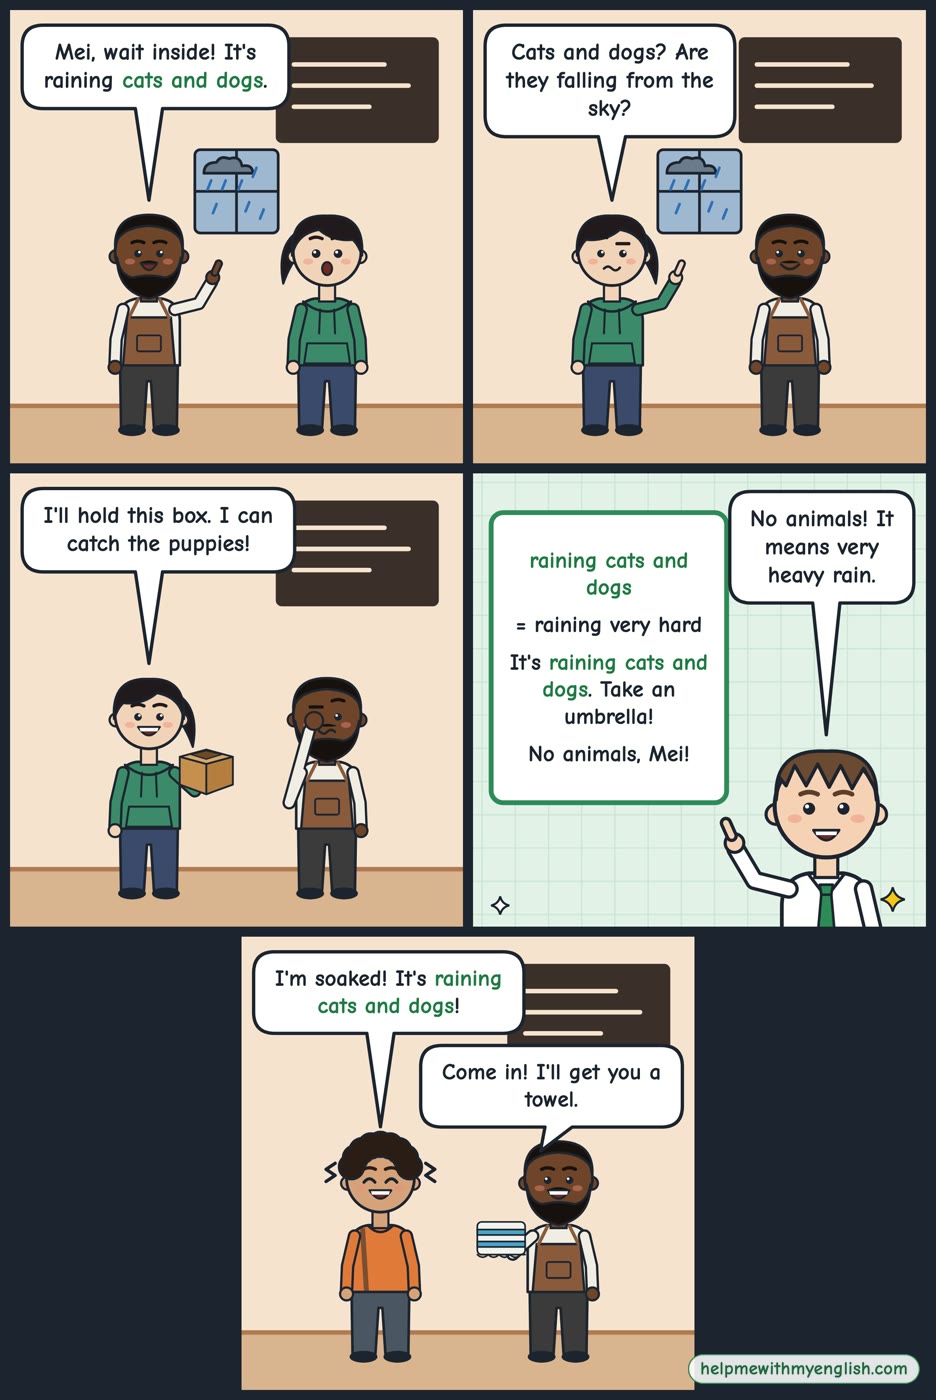 Mei, wait inside! It's
raining cats and dogs.
Cats and dogs? Are
they falling from the
sky?
I'll hold this box. I can
catch the puppies!
raining cats and
dogs
= raining very hard
It's raining cats and
dogs. Take an
umbrella!
No animals, Mei!
No animals! It
means very
heavy rain.
I'm soaked! It's raining
cats and dogs!
Come in! I'll get you a
towel.
helpmewithmyenglish.com